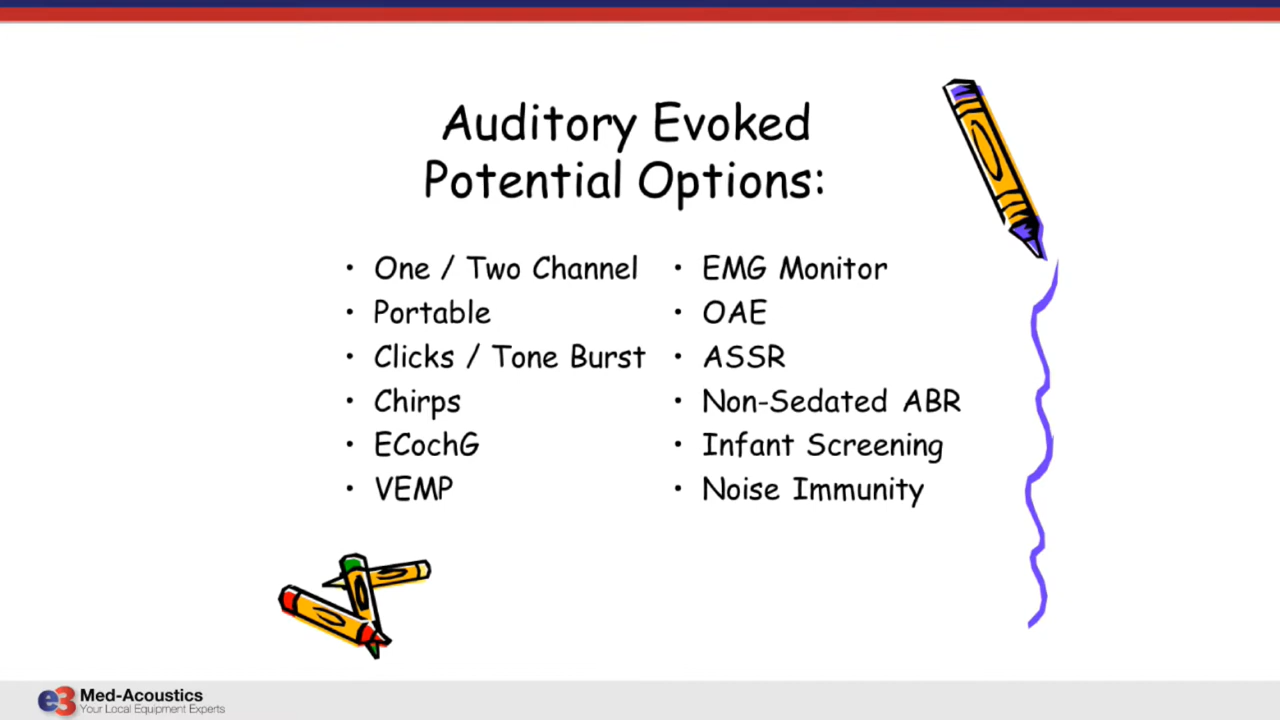 Auditory Evoked
Potential Options:
• One / Two Channel
• Portable
• Clicks / Tone Burst
• Chirps
• ECochG
• VEMP
• EMG Monitor
• OAE
• ASSR
• Non-Sedated ABR
• Infant Screening
• Noise Immunity
e3 Med-Acoustics
Your Local Equipment Experts